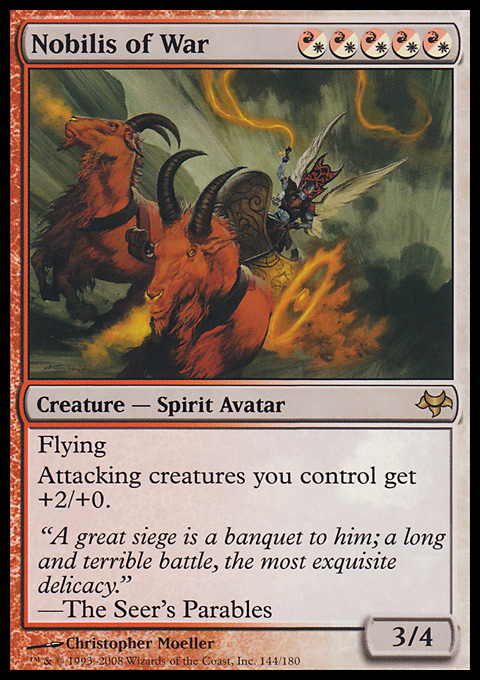 Nobilis of War
Creature — Spirit Avatar
Flying
Attacking creatures you control get
+2/+0.
“A great siege is a banquet to him; a long
and terrible battle, the most exquisite
delicacy.”
—The Seer's Parables
Christopher Moeller
3/4
™ & © 1993-2008 Wizards of the Coast, Inc. 144/180